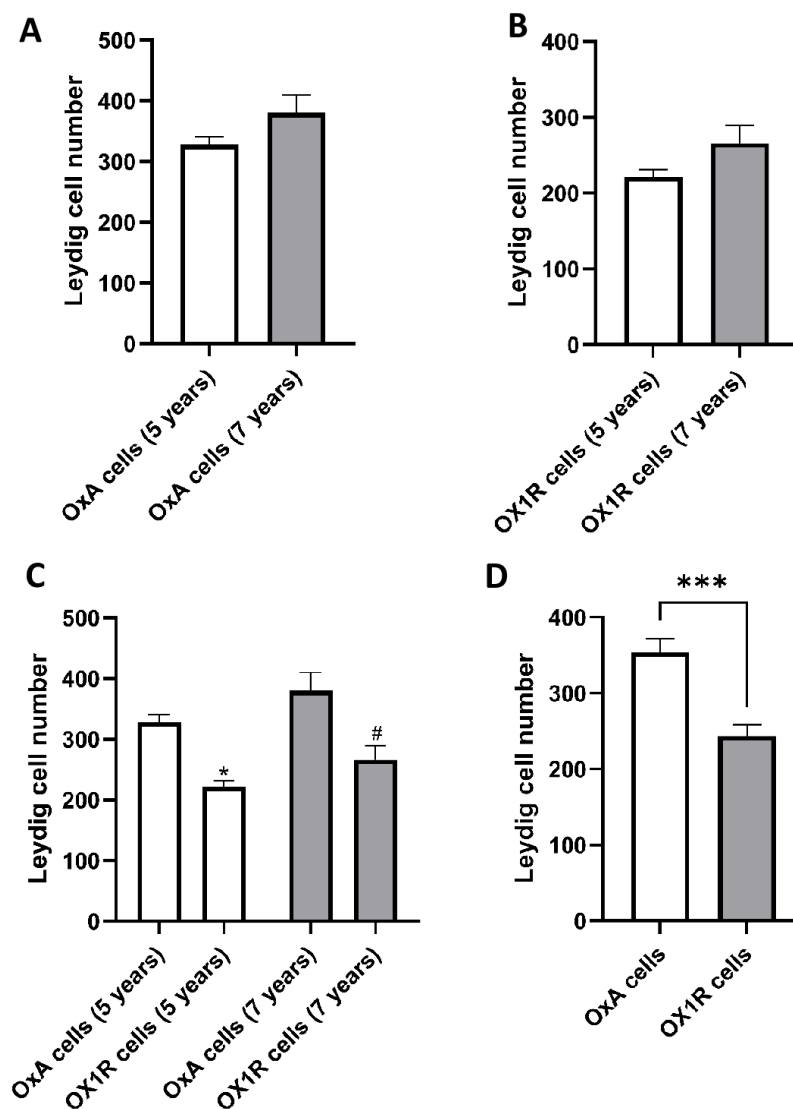 A
Leydig cell number
500
400
300
200
100
0
OxA cells (5 years)
OxA cells (7 years)
B
Leydig cell number
400
300
200
100
0
OX1R cells (5 years)
OX1R cells (7 years)
C
Leydig cell number
500
400
300
200
100
0
*
#
OxA cells (5 years)
OX1R cells (5 years)
OxA cells (7 years)
OX1R cells (7 years)
D
Leydig cell number
400
300
200
100
0
***
OxA cells
OX1R cells